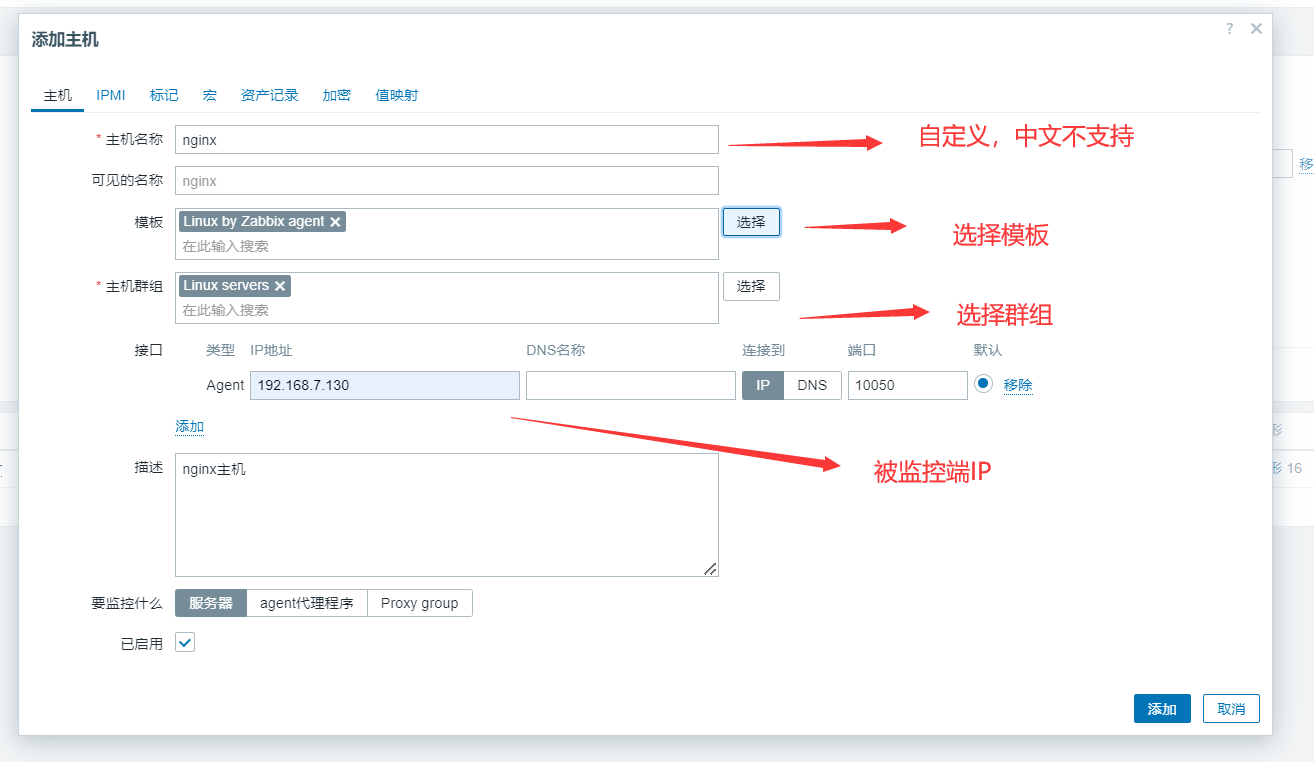 添加主机
?
主机 IPMI 标记 宏 资产记录 加密 值映射
* 主机名称 nginx 自定义，中文不支持
移
可见的名称 nginx
模板 Linux by Zabbix agent 选择 选择模板
在此输入搜索
* 主机群组 Linux servers 选择
在此输入搜索 选择群组
接口 类型 IP地址 DNS名称 连接到 端口 默认
Agent 192.168.7.130 IP DNS 10050 移除
添加
形
描述 nginx主机 被监控端IP
形 16
要监控什么 服务器 agent代理程序 Proxy group
已启用
添加 取消